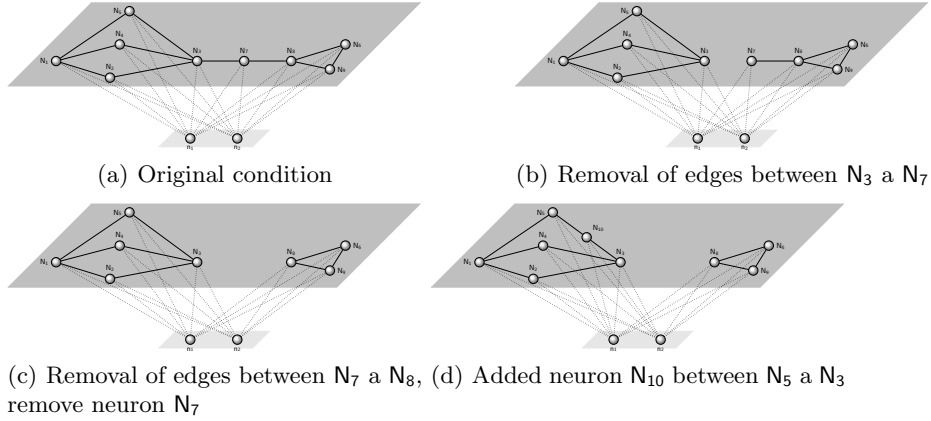 N₅
N₄
N₃
N₇
N₈
N₆
N₁
N₂
N₉
n₁
n₂
(a) Original condition
N₅
N₄
N₃
N₇
N₈
N₆
N₁
N₂
N₉
n₁
n₂
(b) Removal of edges between N₃ a N₇
N₅
N₄
N₃
N₈
N₆
N₁
N₂
N₉
n₁
n₂
(c) Removal of edges between N₇ a N₈,
remove neuron N₇
N₅
N₁₀
N₄
N₃
N₈
N₆
N₁
N₂
N₉
n₁
n₂
(d) Added neuron N₁₀ between N₅ a N₃